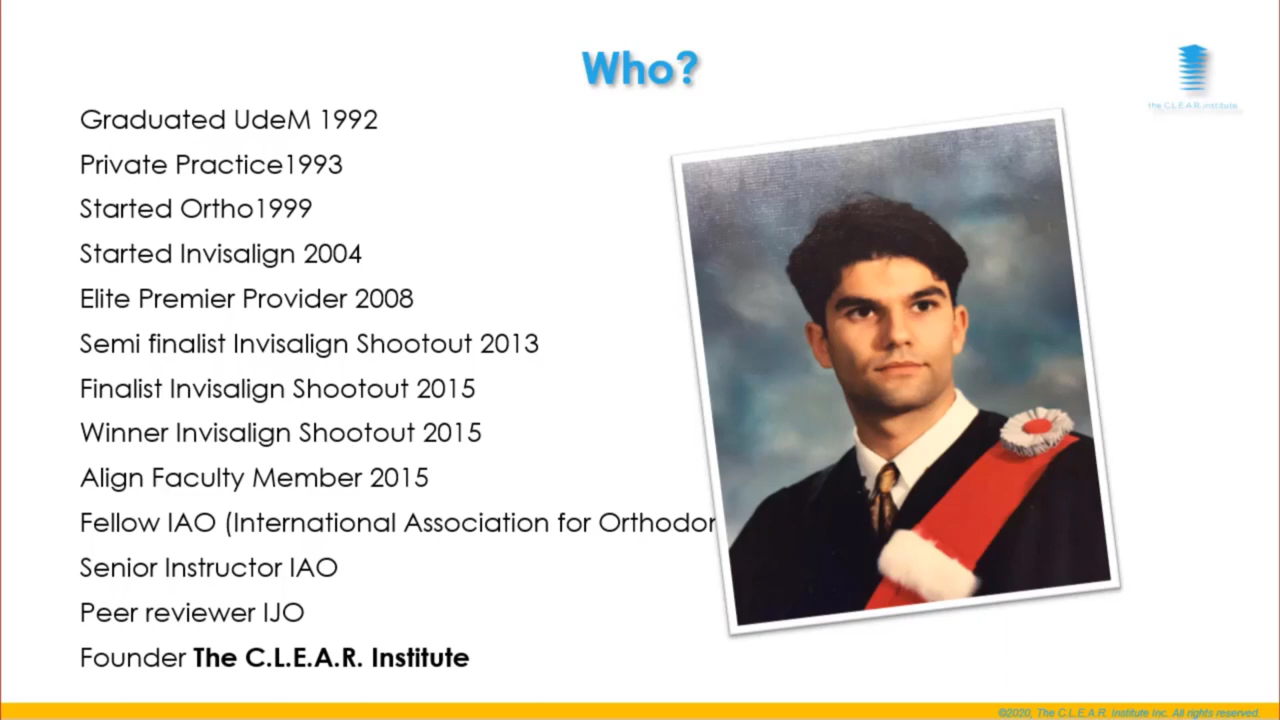 Who?
the C.L.E.A.R. institute
Graduated UdeM 1992
Private Practice1993
Started Ortho1999
Started Invisalign 2004
Elite Premier Provider 2008
Semi finalist Invisalign Shootout 2013
Finalist Invisalign Shootout 2015
Winner Invisalign Shootout 2015
Align Faculty Member 2015
Fellow IAO (International Association for
Senior Instructor IAO
Peer reviewer IJO
Founder The C.L.E.A.R. Institute
©2020, The C.L.E.A.R. Institute Inc. All rights reserved.